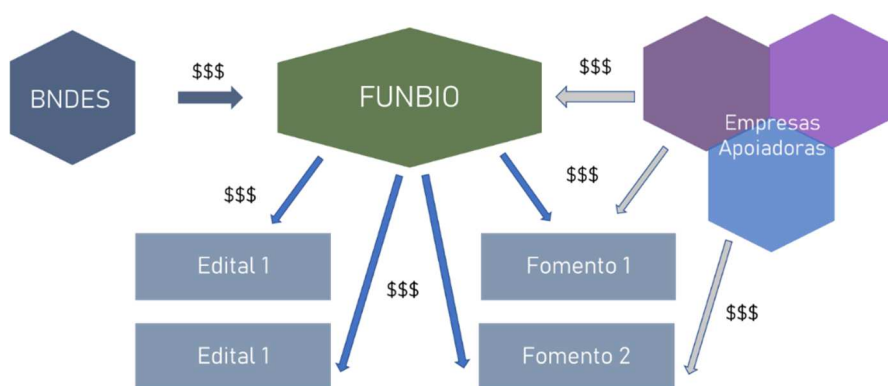 BNDES
$$$
FUNBIO
$$$
Empresas
Apoiadoras
$$$
$$$
Edital 1
Fomento 1
$$$
$$$
Edital 1
Fomento 2